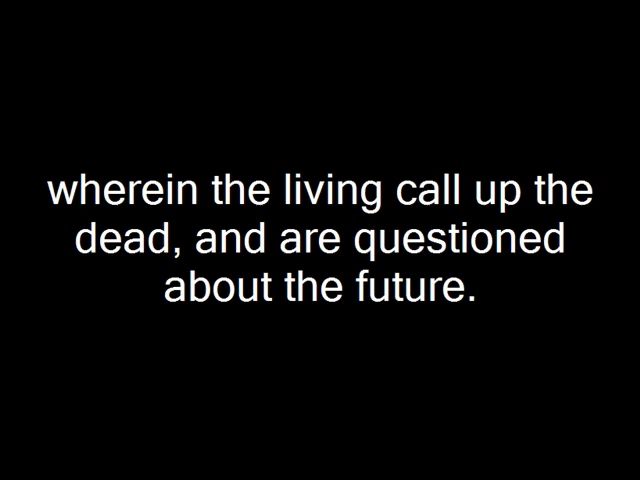 wherein the living call up the
dead, and are questioned
about the future.